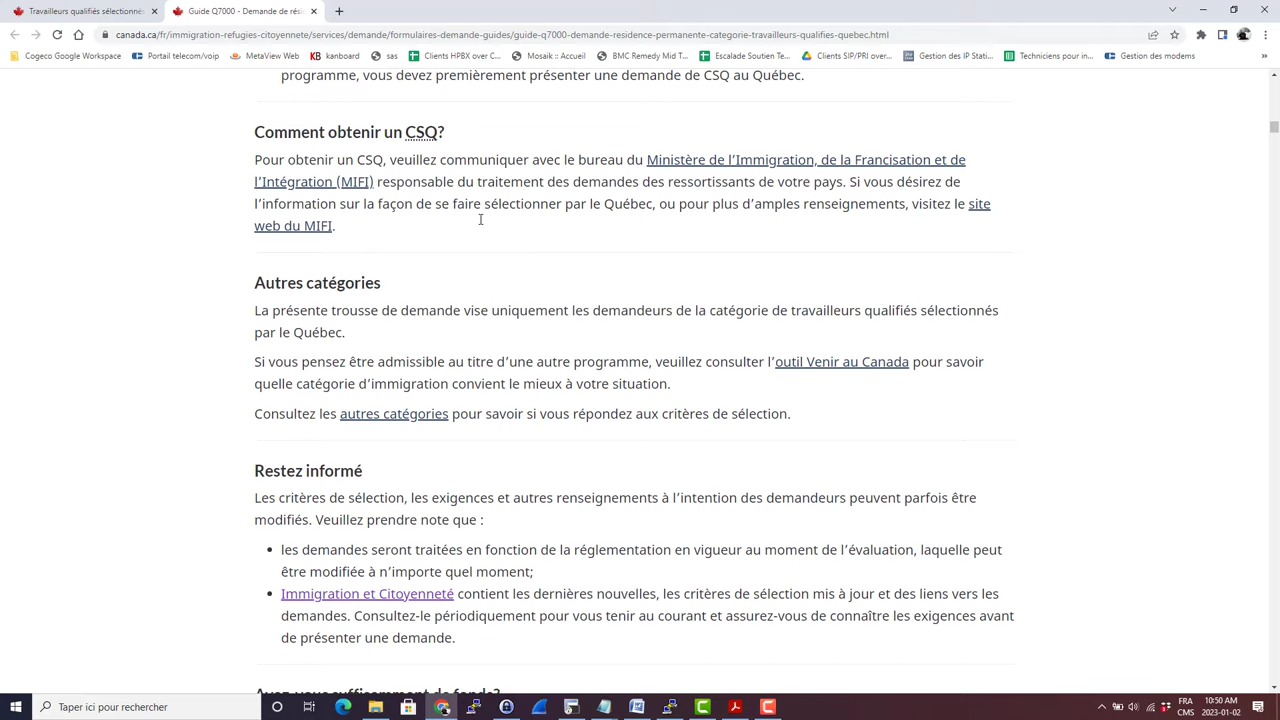 Travailleurs qualifiés sélectionnés
Guide Q7000 - Demande de rési
canada.ca/fr/immigration-refugies-citoyennete/services/demande/formulaires-demande-guides/guide-q7000-demande-residence-permanente-categorie-travailleurs-qualifies-quebec.html
Cogeco Google Workspace
Portail telecom/voip
MetaView Web
KB kanboard
sas
Clients HPBX over C...
Mosaik :: Accueil
BMC Remedy Mid T...
Escalade Soutien Te...
Clients SIP/PRI over...
Gestion des IP Stati...
Techniciens pour in...
Gestion des modems
»
programme, vous devez premièrement présenter une demande de CSQ au Québec.
Comment obtenir un CSQ?
Pour obtenir un CSQ, veuillez communiquer avec le bureau du Ministère de l’Immigration, de la Francisation et de
l’Intégration (MIFI) responsable du traitement des demandes des ressortissants de votre pays. Si vous désirez de
l’information sur la façon de se faire sélectionner par le Québec, ou pour plus d’amples renseignements, visitez le site
web du MIFI.
Autres catégories
La présente trousse de demande vise uniquement les demandeurs de la catégorie de travailleurs qualifiés sélectionnés
par le Québec.
Si vous pensez être admissible au titre d’une autre programme, veuillez consulter l’outil Venir au Canada pour savoir
quelle catégorie d’immigration convient le mieux à votre situation.
Consultez les autres catégories pour savoir si vous répondez aux critères de sélection.
Restez informé
Les critères de sélection, les exigences et autres renseignements à l’intention des demandeurs peuvent parfois être
modifiés. Veuillez prendre note que :
• les demandes seront traitées en fonction de la réglementation en vigueur au moment de l’évaluation, laquelle peut
être modifiée à n’importe quel moment;
• Immigration et Citoyenneté contient les dernières nouvelles, les critères de sélection mis à jour et des liens vers les
demandes. Consultez-le périodiquement pour vous tenir au courant et assurez-vous de connaître les exigences avant
de présenter une demande.
Avez-vous suffisamment de fonds?
Taper ici pour rechercher
FRA
CMS
10:50 AM
2023-01-02